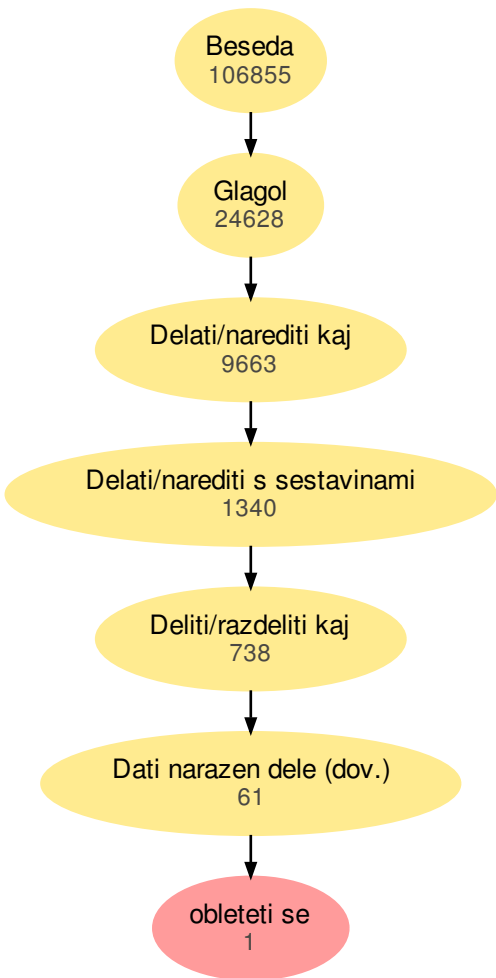 Beseda
106855
Glagol
24628
Delati/narediti kaj
9663
Delati/narediti s sestavinami
1340
Deliti/razdeliti kaj
738
Dati narazen dele (dov.)
61
obleteti se
1